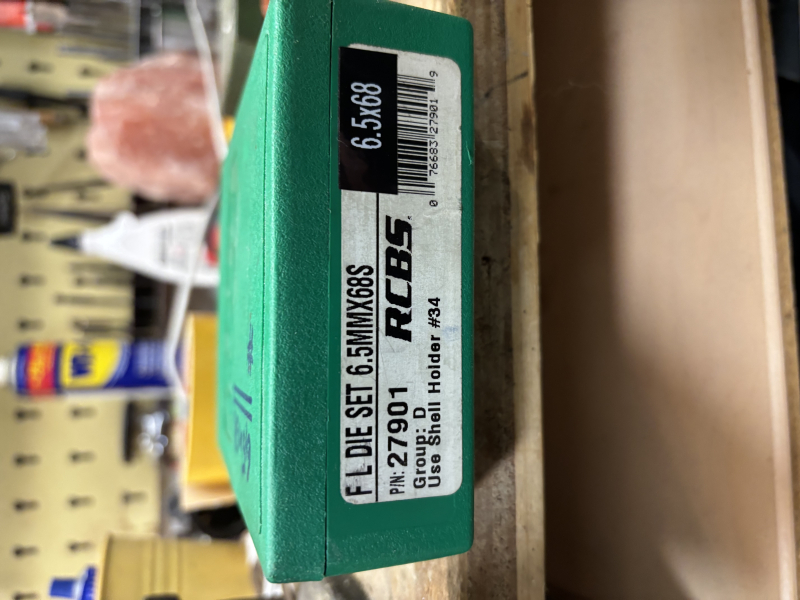 F L DIE SET 6.5MMX68S
6.5x68
P/N: 27901
RCBS
Group: D
Use Shell Holder #34
0 76683 27901 9